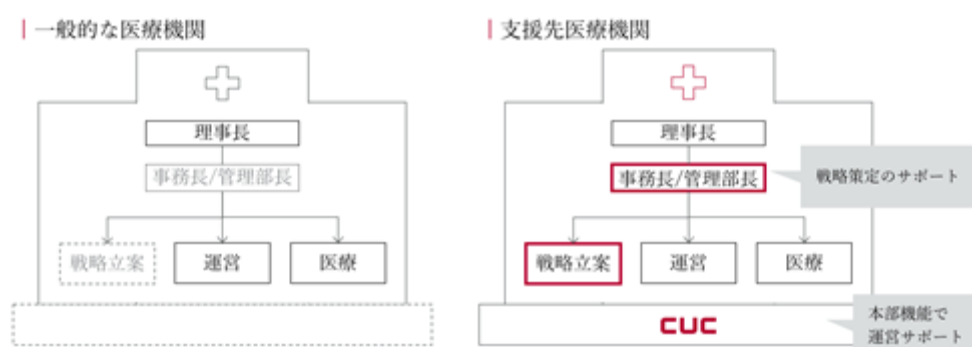 一般的な医療機関
理事長
事務長/管理部長
戦略立案
運営
医療
支援先医療機関
理事長
事務長/管理部長
戦略策定のサポート
戦略立案
運営
医療
CUC
本部機能で
運営サポート